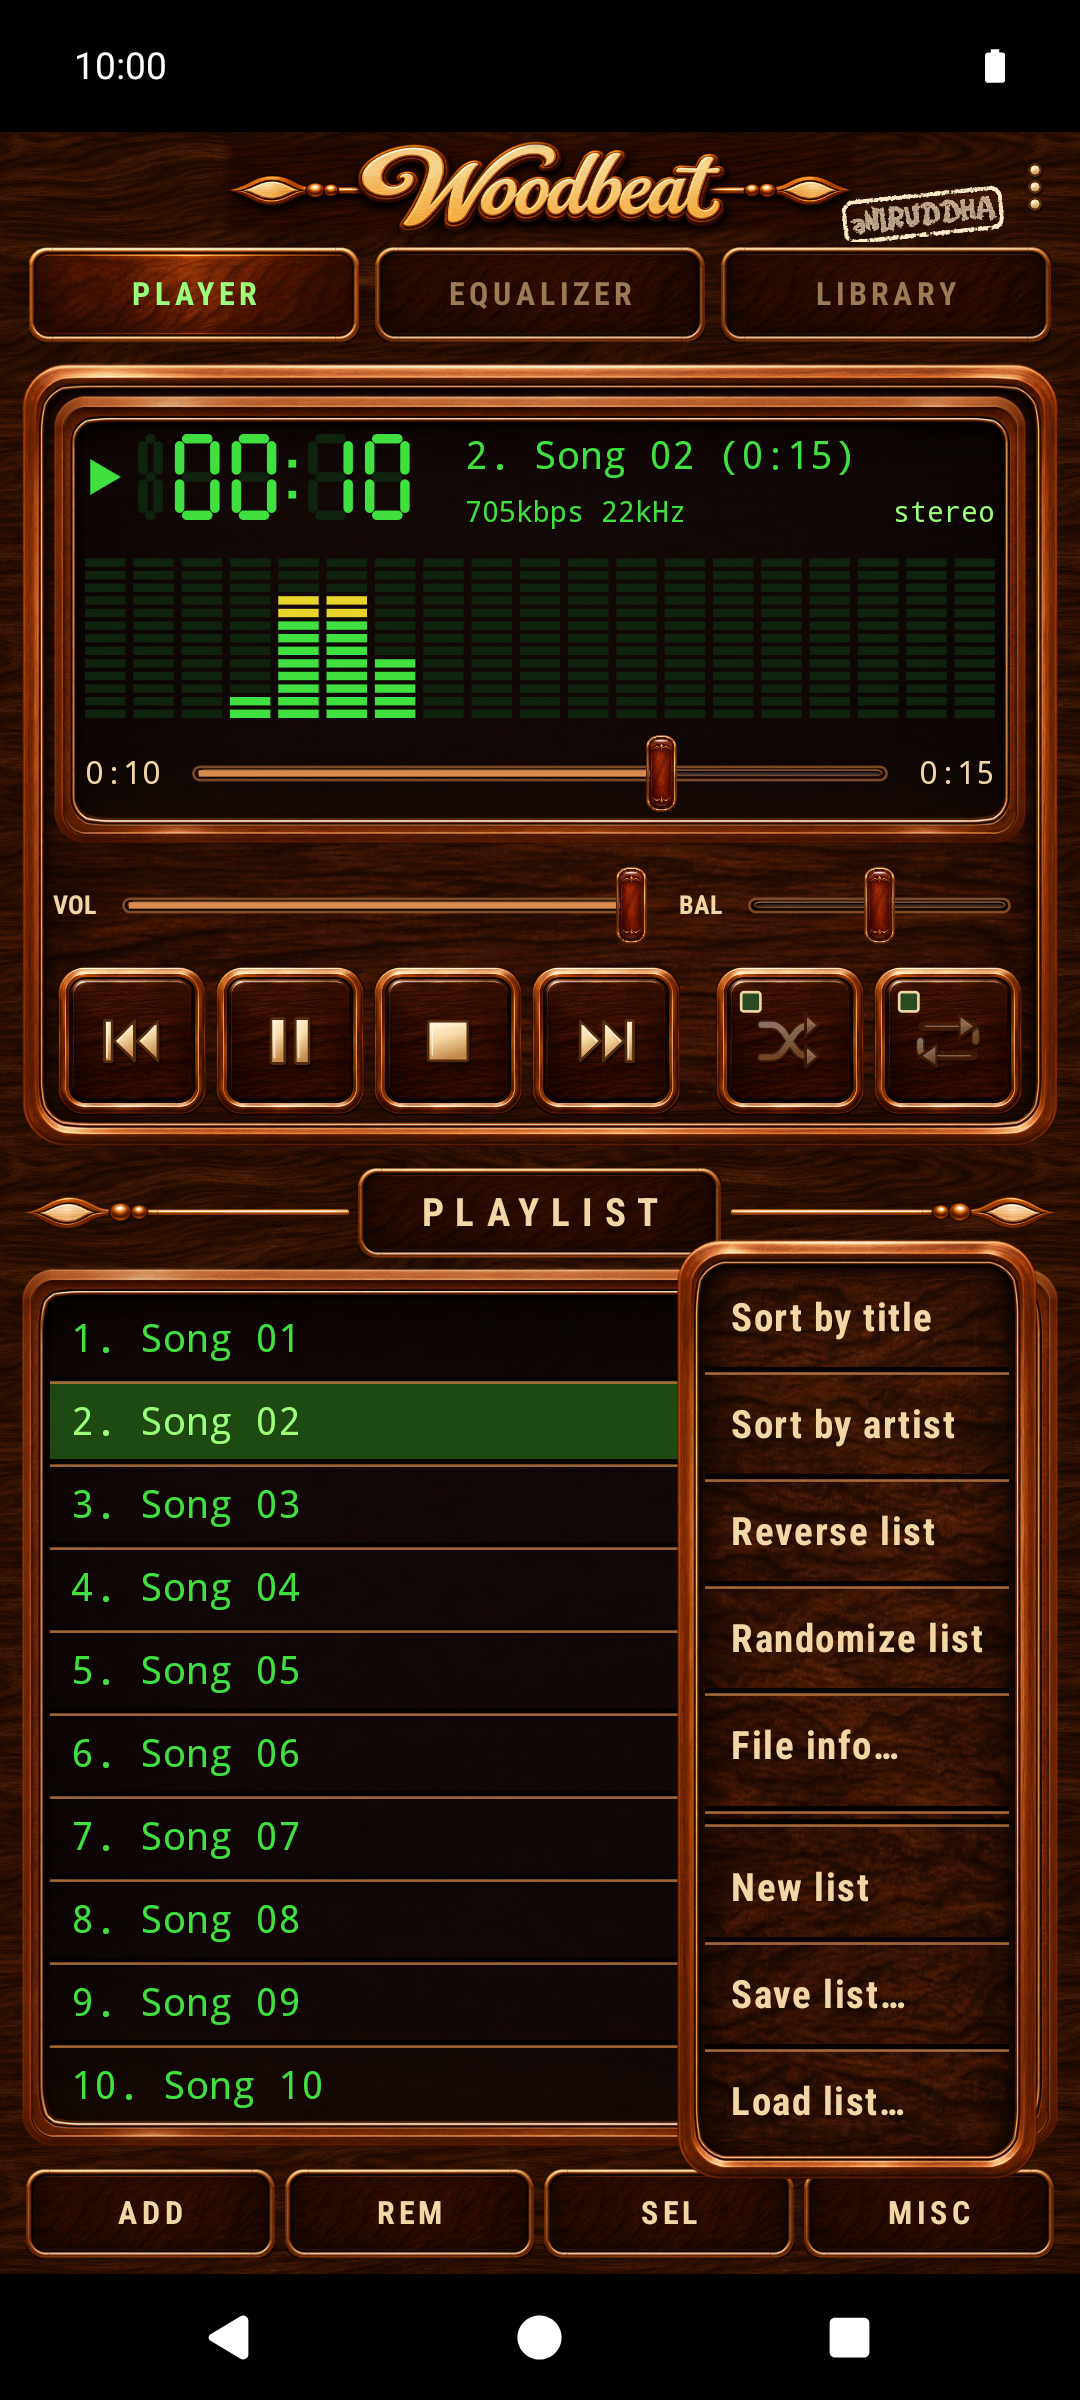 10:00
Woodbeat
aNIRUDDHA
PLAYER
EQUALIZER
LIBRARY
00:10
2. Song 02 (0:15)
705kbps 22kHz
stereo
0:10
0:15
VOL
BAL
PLAYLIST
1. Song 01
2. Song 02
3. Song 03
4. Song 04
5. Song 05
6. Song 06
7. Song 07
8. Song 08
9. Song 09
10. Song 10
Sort by title
Sort by artist
Reverse list
Randomize list
File info…
New list
Save list…
Load list…
ADD
REM
SEL
MISC